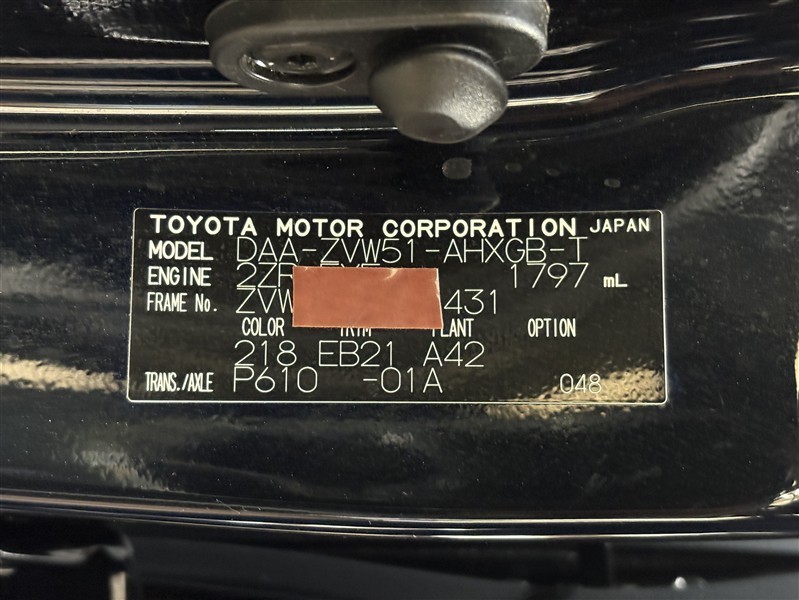 TOYOTA MOTOR CORPORATION JAPAN
MODEL DAA-ZVW51-AHXGB-T
ENGINE 1797 mL
FRAME No. ZVW 431
COLOR TRIM PLANT OPTION
218 EB21 A42
TRANS./AXLE P610 -01A 048